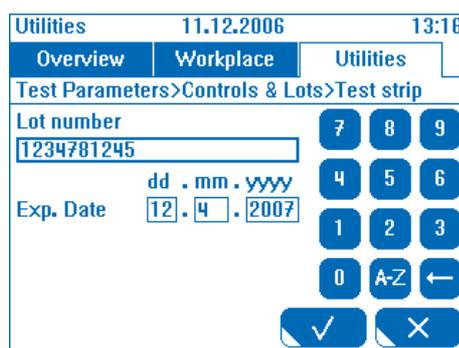 Utilities 11.12.2006 13:16
Overview Workplace Utilities
Test Parameters>Controls & Lots>Test strip
Lot number
1234781245
dd . mm . yyyy
Exp. Date 12 . 4 . 2007
7 8 9
4 5 6
1 2 3
0 A-Z ←